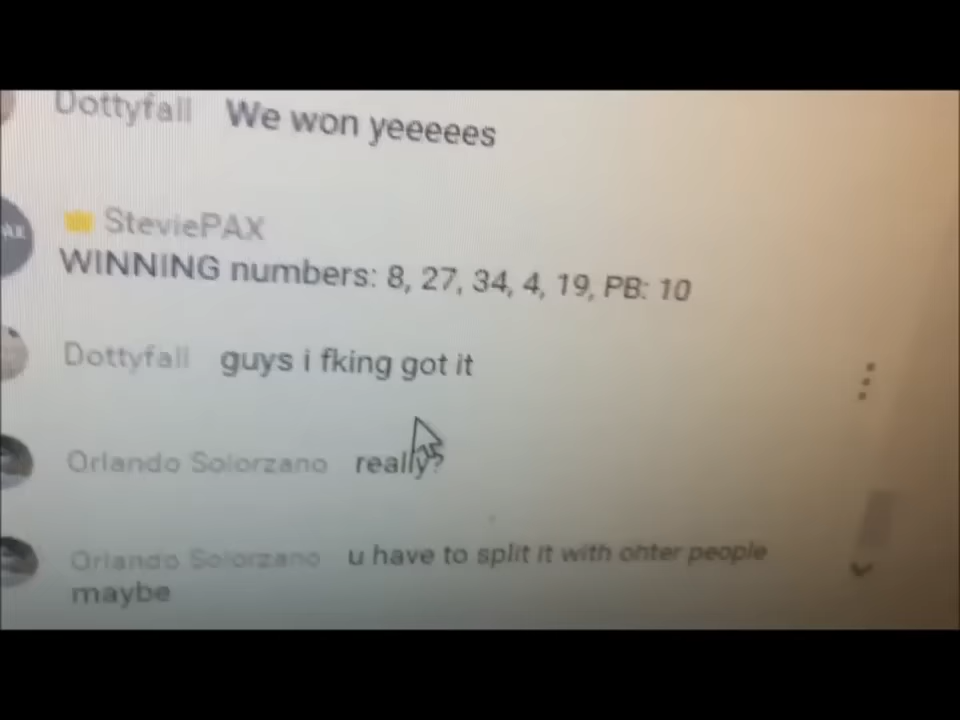 Dottyfall We won yeeeees
SteviePAX
WINNING numbers: 8, 27, 34, 4, 19, PB: 10
Dottyfall guys i fking got it
Orlando Solorzano really?
Orlando Solorzano u have to split it with ohter people
maybe